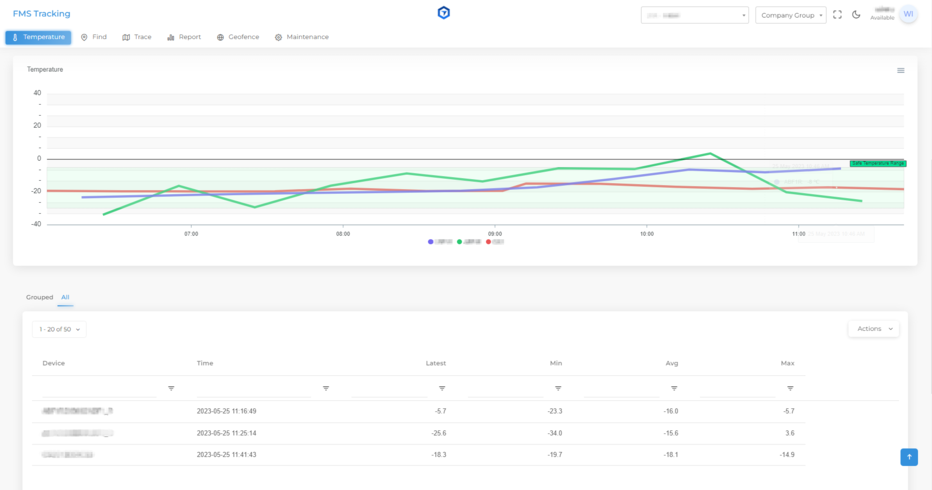 FMS Tracking
Company Group
Available
WI
Temperature
Find
Trace
Report
Geofence
Maintenance
Temperature
40
-
20
-
-
0
-
-20
-
-40
Safe Temperature Range
07:00
08:00
09:00
10:00
11:00
Grouped
All
1 - 20 of 50
Actions
Device Time Latest Min Avg Max
2023-05-25 11:16:49 -5.7 -23.3 -16.0 -5.7
2023-05-25 11:25:14 -25.6 -34.0 -15.6 3.6
2023-05-25 11:41:43 -18.3 -19.7 -18.1 -14.9